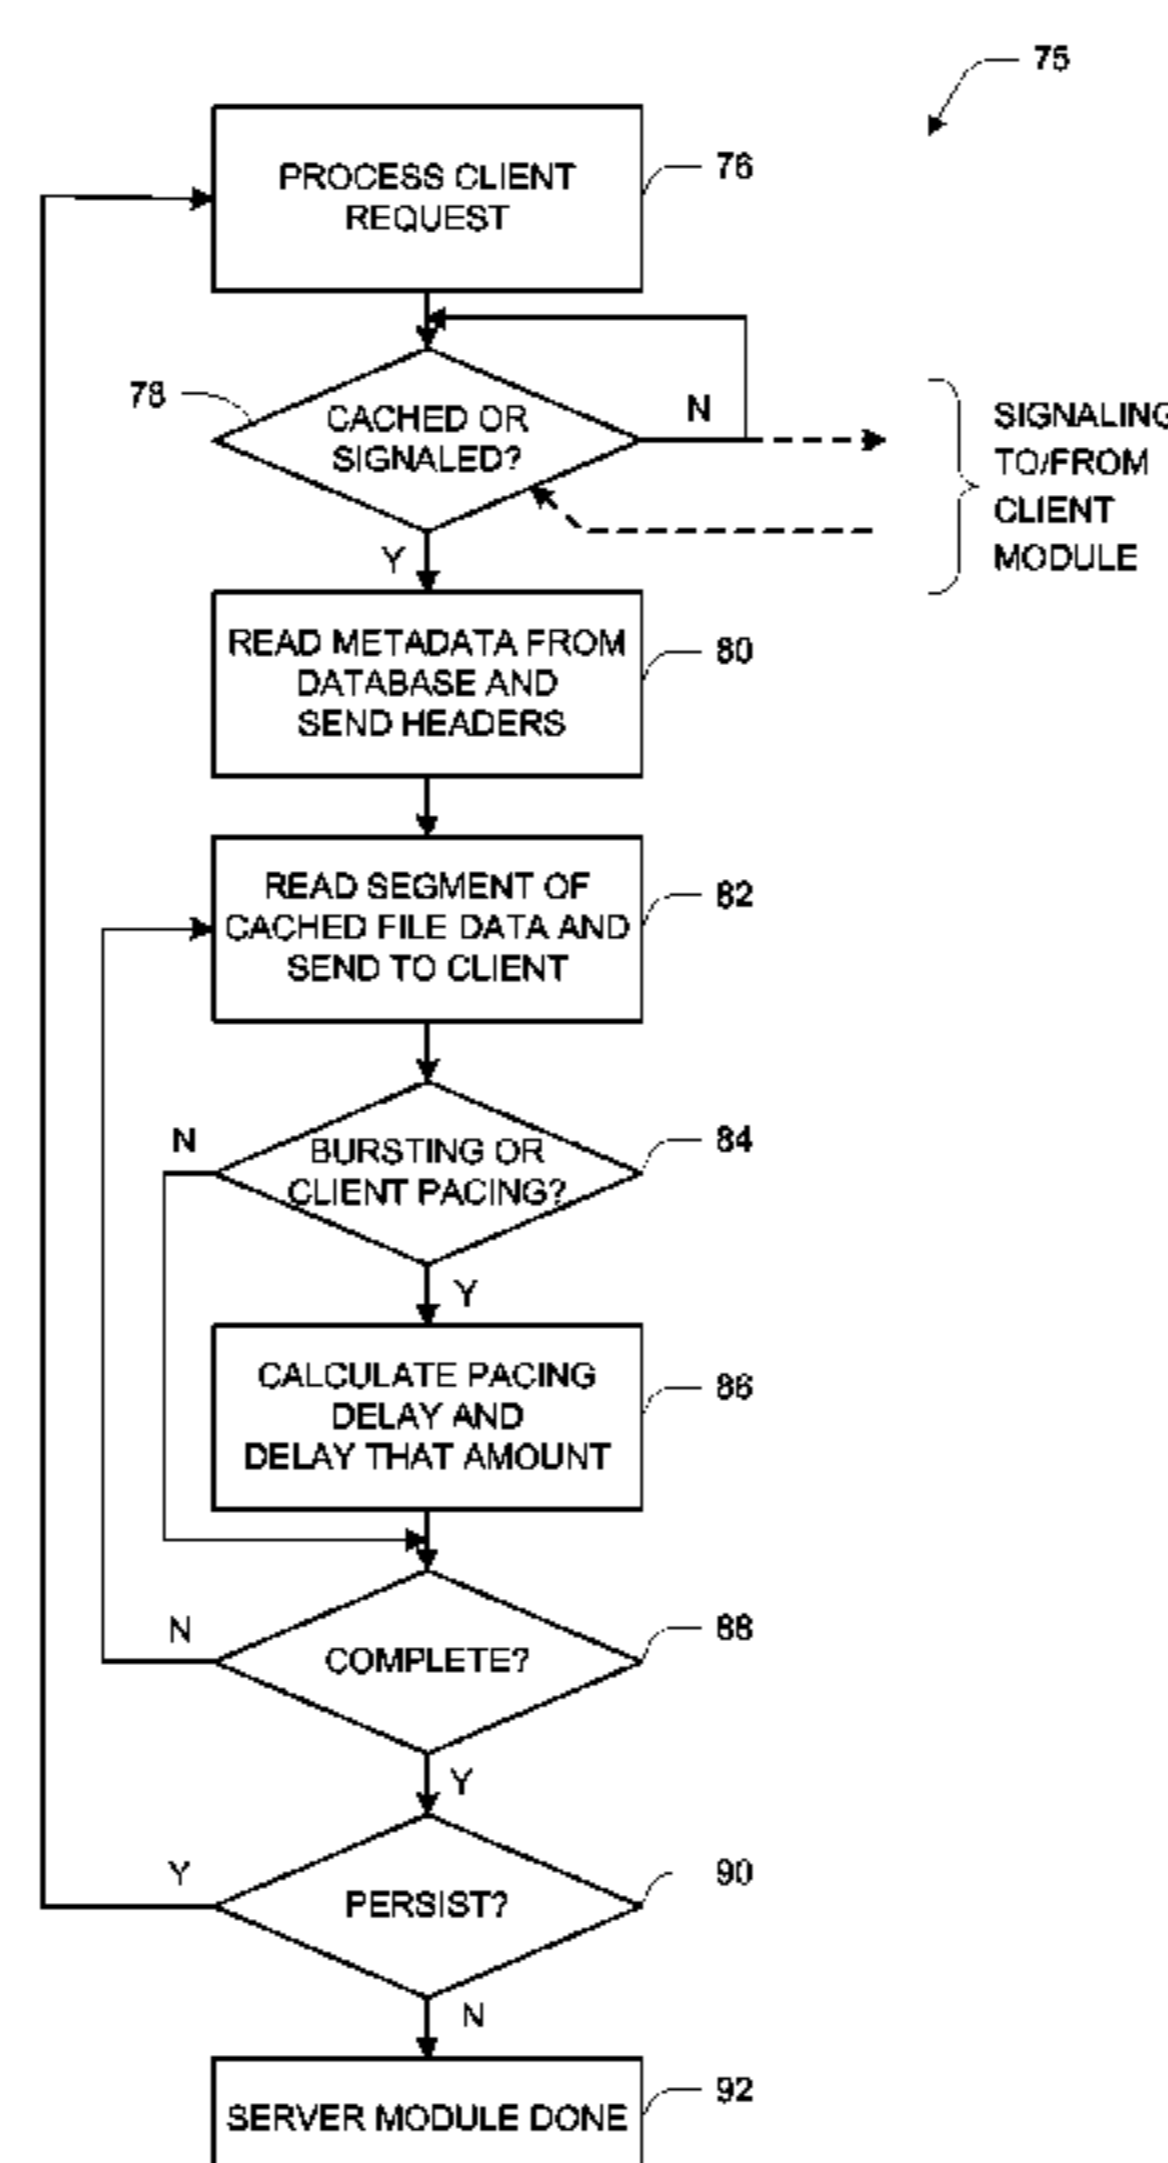 75
PROCESS CLIENT
REQUEST
76
78
CACHED OR
SIGNALED?
N
SIGNALING
TO/FROM
CLIENT
MODULE
Y
READ METADATA FROM
DATABASE AND
SEND HEADERS
80
READ SEGMENT OF
CACHED FILE DATA AND
SEND TO CLIENT
82
N
BURSTING OR
CLIENT PACING?
84
Y
CALCULATE PACING
DELAY AND
DELAY THAT AMOUNT
86
N
COMPLETE?
88
Y
Y
PERSIST?
90
N
SERVER MODULE DONE
92